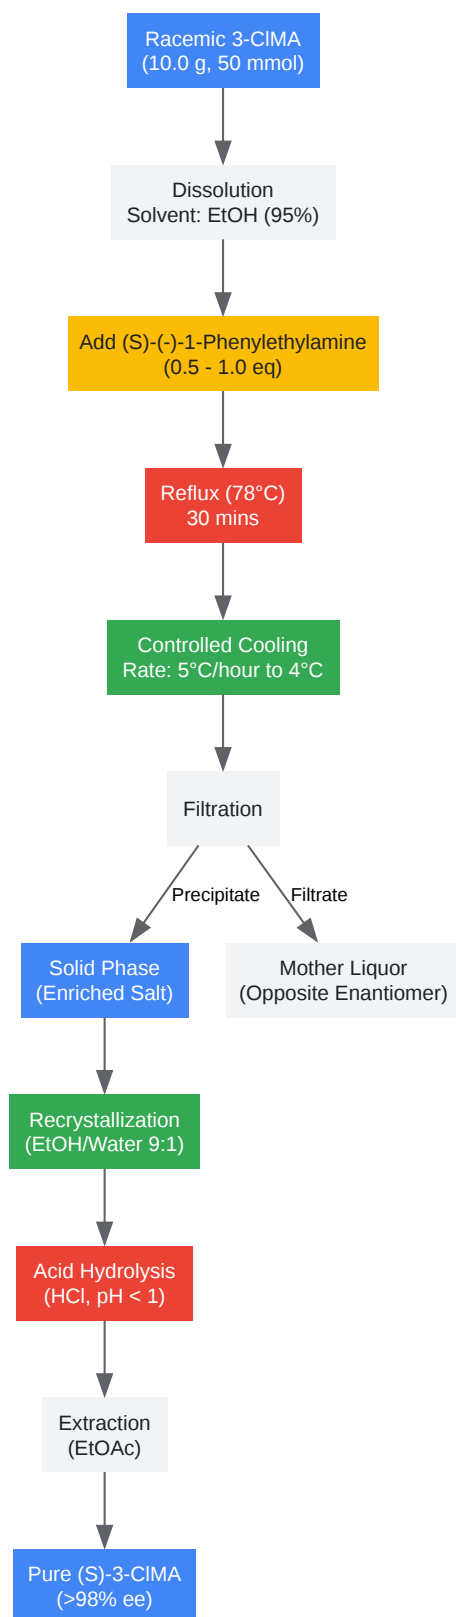 Racemic 3-ClMA
(10.0 g, 50 mmol)
Dissolution
Solvent: EtOH (95%)
Add (S)-(-)-1-Phenylethylamine
(0.5 - 1.0 eq)
Reflux (78°C)
30 mins
Controlled Cooling
Rate: 5°C/hour to 4°C
Filtration
Precipitate
Filtrate
Solid Phase
(Enriched Salt)
Mother Liquor
(Opposite Enantiomer)
Recrystallization
(EtOH/Water 9:1)
Acid Hydrolysis
(HCl, pH < 1)
Extraction
(EtOAc)
Pure (S)-3-ClMA
(>98% ee)